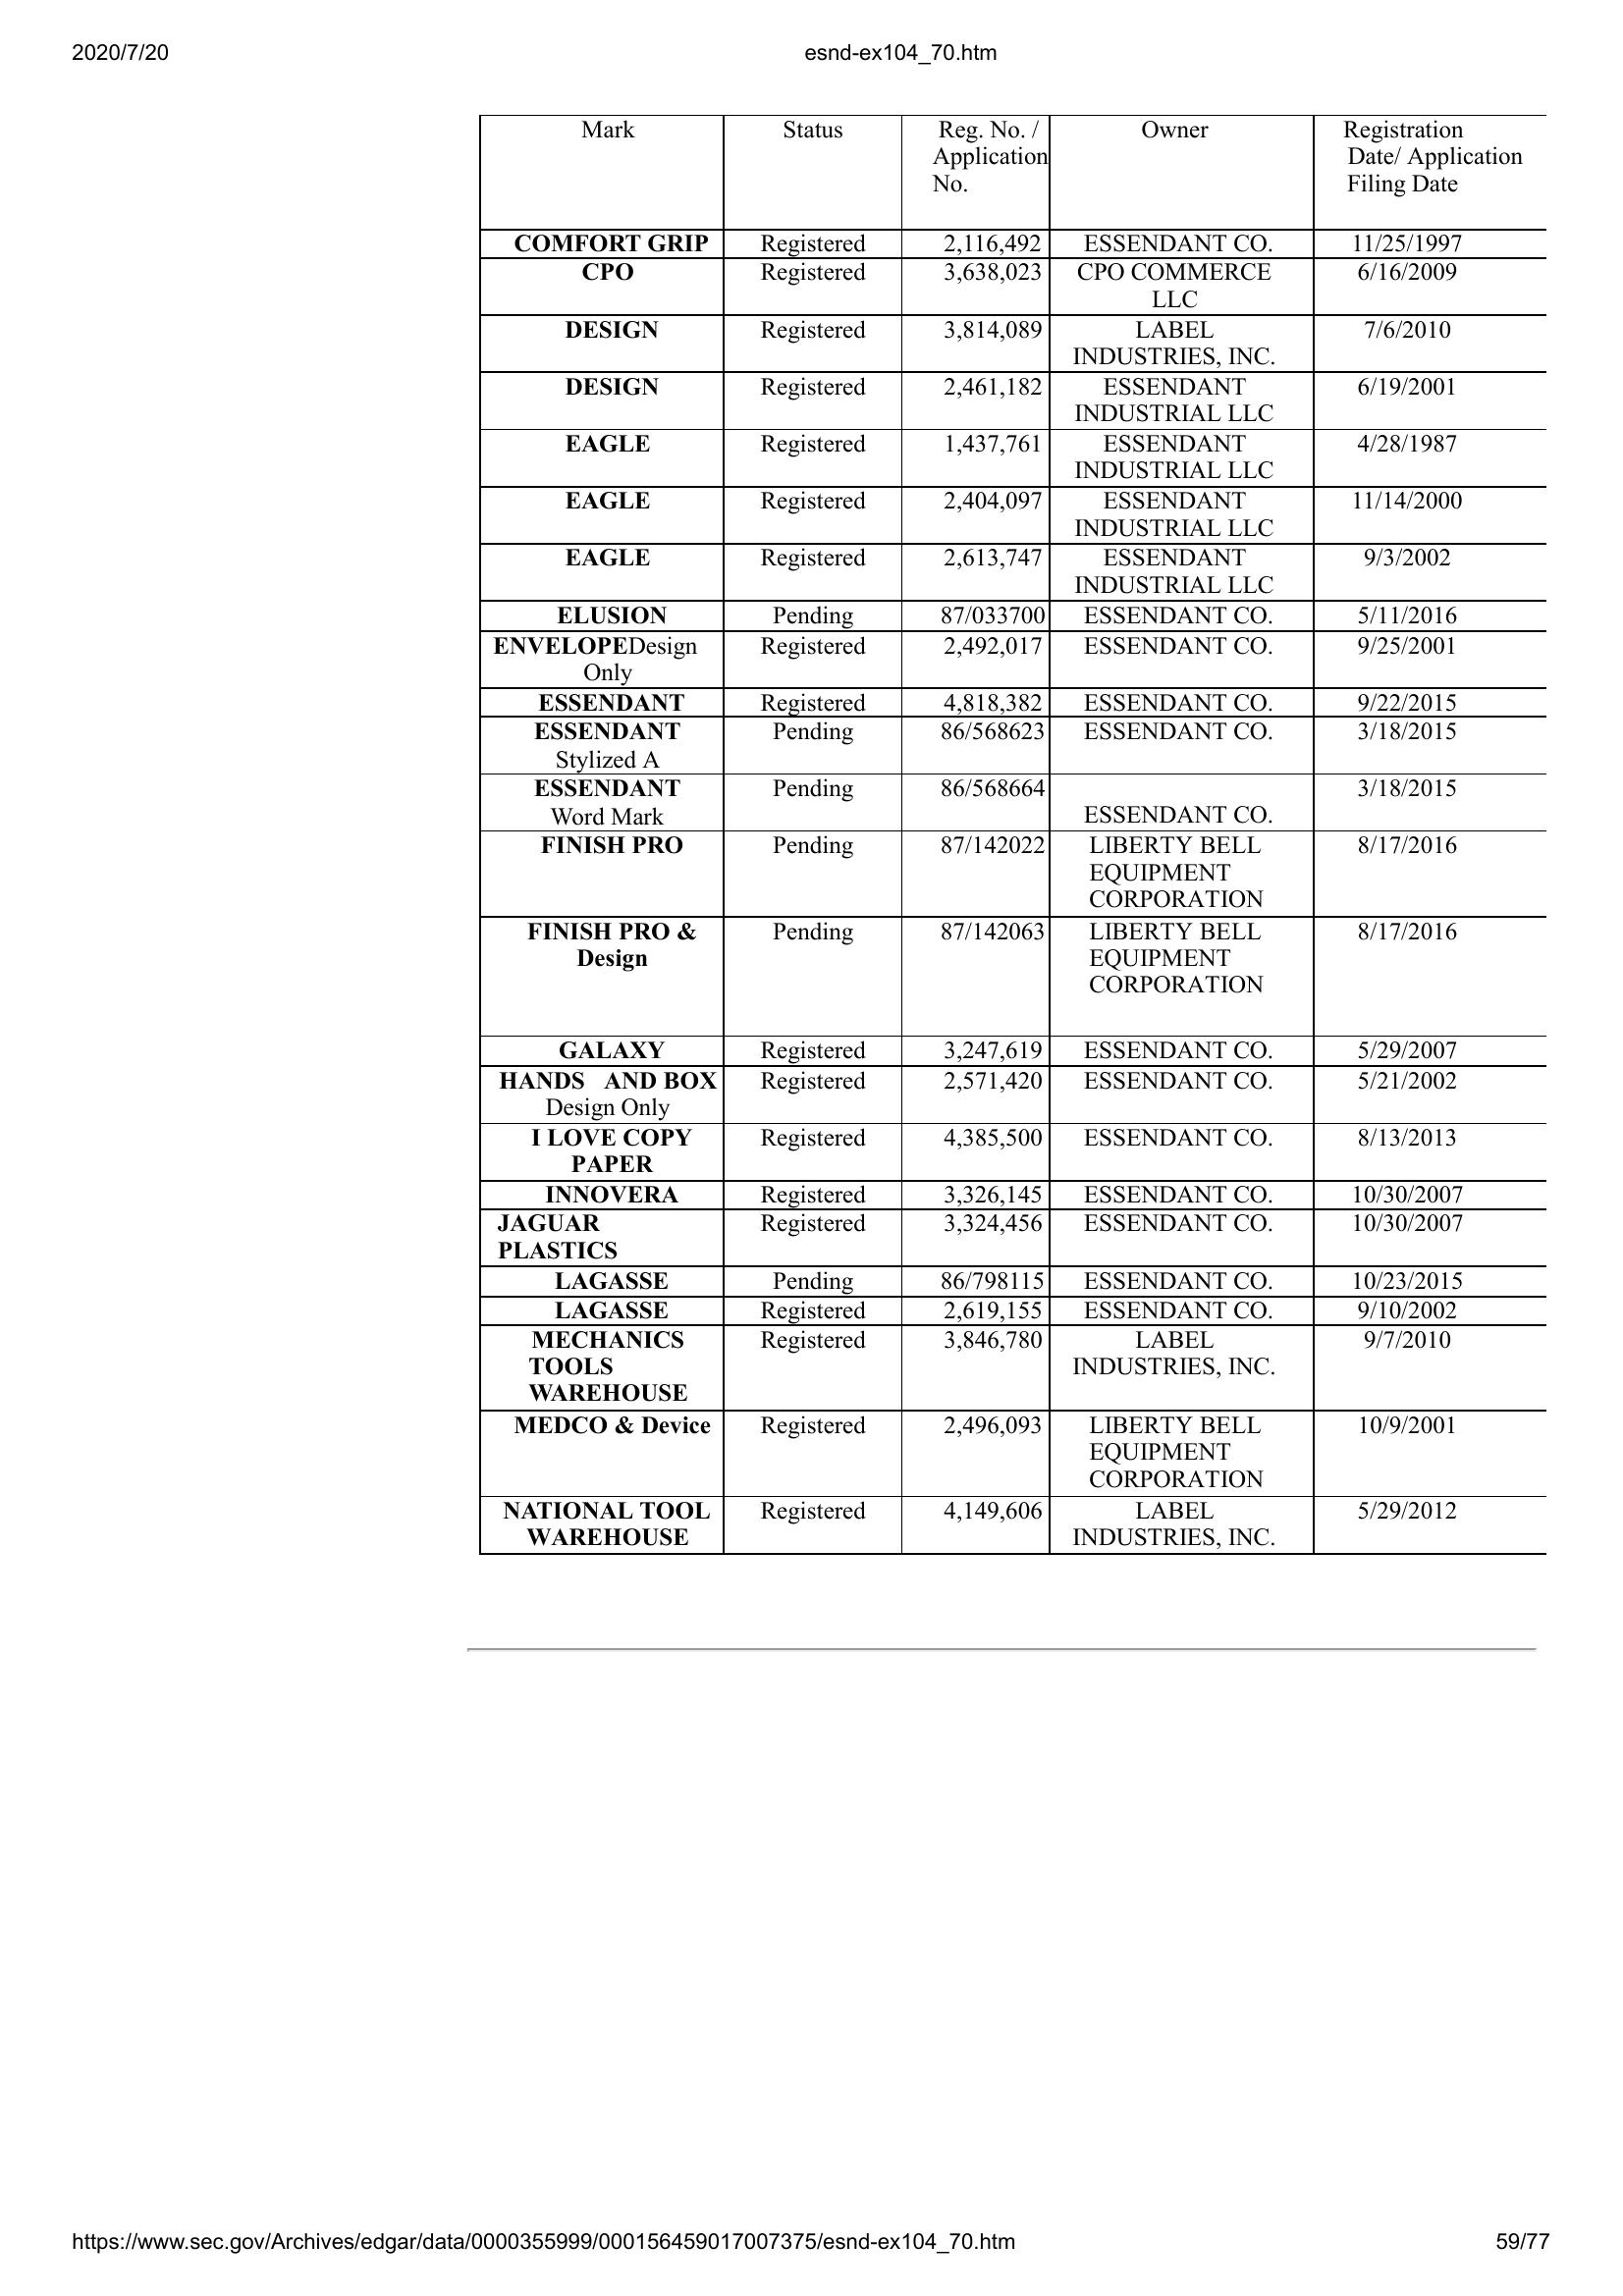 2020/7/20 esnd-ex104_70.htm
Mark Status Reg. No. / Owner Registration
Application Date/ Application
No. Filing Date
COMFORT GRIP Registered 2,116,492 ESSENDANT CO. 11/25/1997
CPO Registered 3,638,023 CPO COMMERCE 6/16/2009
LLC
DESIGN Registered 3,814,089 LABEL 7/6/2010
INDUSTRIES, INC.
DESIGN Registered 2,461,182 ESSENDANT 6/19/2001
INDUSTRIAL LLC
EAGLE Registered 1,437,761 ESSENDANT 4/28/1987
INDUSTRIAL LLC
EAGLE Registered 2,404,097 ESSENDANT 11/14/2000
INDUSTRIAL LLC
EAGLE Registered 2,613,747 ESSENDANT 9/3/2002
INDUSTRIAL LLC
ELUSION Pending 87/033700 ESSENDANT CO. 5/11/2016
ENVELOPEDesign Registered 2,492,017 ESSENDANT CO. 9/25/2001
Only
ESSENDANT Registered 4,818,382 ESSENDANT CO. 9/22/2015
ESSENDANT Pending 86/568623 ESSENDANT CO. 3/18/2015
Stylized A
ESSENDANT Pending 86/568664 3/18/2015
Word Mark ESSENDANT CO.
FINISH PRO Pending 87/142022 LIBERTY BELL 8/17/2016
EQUIPMENT
CORPORATION
FINISH PRO & Pending 87/142063 LIBERTY BELL 8/17/2016
Design EQUIPMENT
CORPORATION
GALAXY Registered 3,247,619 ESSENDANT CO. 5/29/2007
HANDS AND BOX Registered 2,571,420 ESSENDANT CO. 5/21/2002
Design Only
I LOVE COPY Registered 4,385,500 ESSENDANT CO. 8/13/2013
PAPER
INNOVERA Registered 3,326,145 ESSENDANT CO. 10/30/2007
JAGUAR Registered 3,324,456 ESSENDANT CO. 10/30/2007
PLASTICS
LAGASSE Pending 86/798115 ESSENDANT CO. 10/23/2015
LAGASSE Registered 2,619,155 ESSENDANT CO. 9/10/2002
MECHANICS Registered 3,846,780 LABEL 9/7/2010
TOOLS INDUSTRIES, INC.
WAREHOUSE
MEDCO & Device Registered 2,496,093 LIBERTY BELL 10/9/2001
EQUIPMENT
CORPORATION
NATIONAL TOOL Registered 4,149,606 LABEL 5/29/2012
WAREHOUSE INDUSTRIES, INC.
https://www.sec.gov/Archives/edgar/data/0000355999/000156459017007375/esnd-ex104_70.htm 59/77